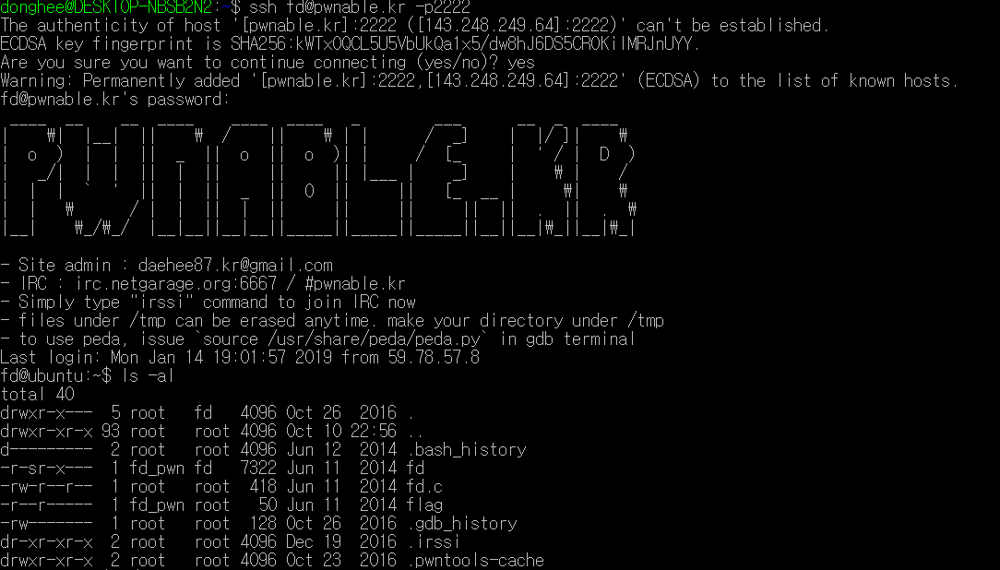 donghee@DESKTOP-NBSB2N2:~$ ssh fd@pwnable.kr -p2222
The authenticity of host '[pwnable.kr]:2222 ([143.248.249.64]:2222)' can't be established.
ECDSA key fingerprint is SHA256:kWTx0QCL5U5VbUkQa1x5/dw8hJ6DS5CROKilMRJnUYY.
Are you sure you want to continue connecting (yes/no)? yes
Warning: Permanently added '[pwnable.kr]:2222,[143.248.249.64]:2222' (ECDSA) to the list of known hosts.
fd@pwnable.kr's password:
PWNABLE.KR
- Site admin : daehee87.kr@gmail.com
- IRC : irc.netgarage.org:6667 / #pwnable.kr
- Simply type "irssi" command to join IRC now
- files under /tmp can be erased anytime. make your directory under /tmp
- to use peda, issue `source /usr/share/peda/peda.py` in gdb terminal
Last login: Mon Jan 14 19:01:57 2019 from 59.78.57.8
fd@ubuntu:~$ ls -al
total 40
drwxr-x---  5 root   fd   4096 Oct 26  2016 .
drwxr-xr-x 93 root   root 4096 Oct 10 22:56 ..
d---------  2 root   root 4096 Jun 12  2014 .bash_history
-r-sr-x---  1 fd_pwn fd   7322 Jun 11  2014 fd
-rw-r--r--  1 root   root  418 Jun 11  2014 fd.c
-r--r-----  1 fd_pwn root   50 Jun 11  2014 flag
-rw-------  1 root   root  128 Oct 26  2016 .gdb_history
dr-xr-xr-x  2 root   root 4096 Dec 19  2016 .irssi
drwxr-xr-x  2 root   root 4096 Oct 23  2016 .pwntools-cache